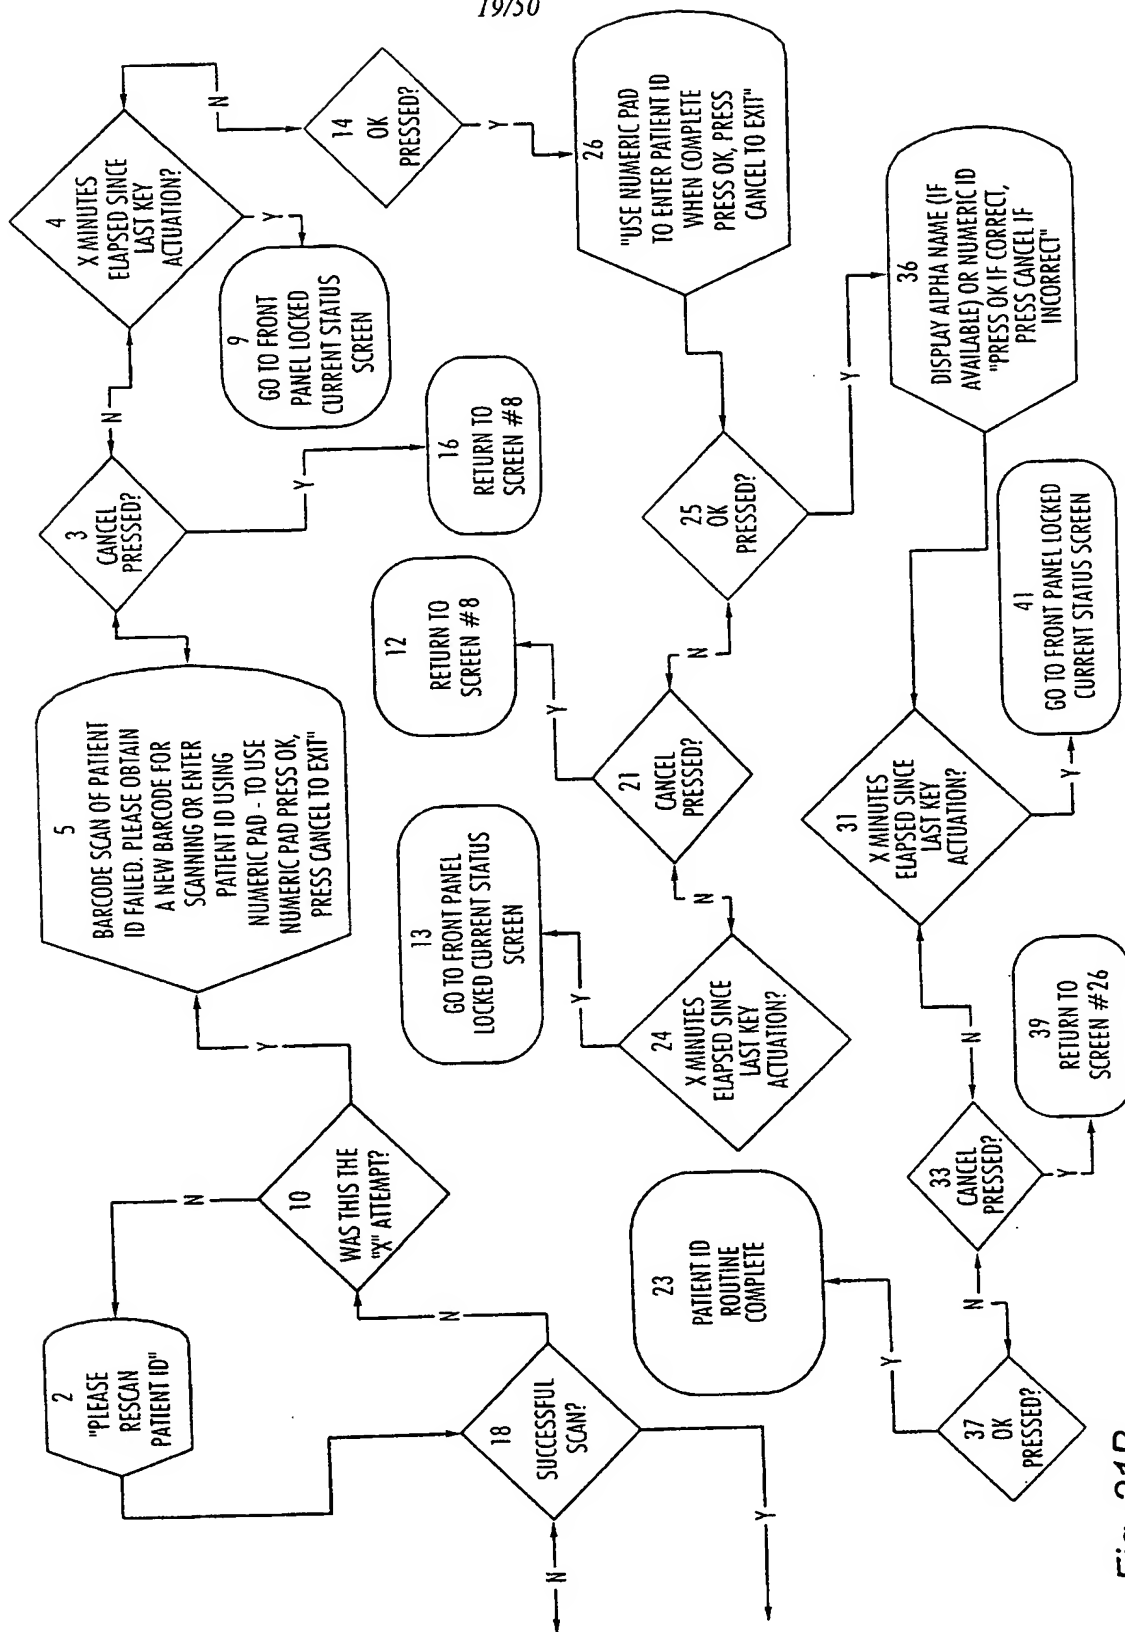 19/50
2
"PLEASE
RESCAN
PATIENT ID"
18
SUCCESSFUL
SCAN?
N
Y
N
10
WAS THIS THE
"X" ATTEMPT?
N
Y
5
BARCODE SCAN OF PATIENT
ID FAILED. PLEASE OBTAIN
A NEW BARCODE FOR
SCANNING OR ENTER
PATIENT ID USING
NUMERIC PAD - TO USE
NUMERIC PAD PRESS OK,
PRESS CANCEL TO EXIT"
3
CANCEL
PRESSED?
N
Y
16
RETURN TO
SCREEN #8
4
X MINUTES
ELAPSED SINCE
LAST KEY
ACTUATION?
Y
N
9
GO TO FRONT
PANEL LOCKED
CURRENT STATUS
SCREEN
14
OK
PRESSED?
Y
26
"USE NUMERIC PAD
TO ENTER PATIENT ID
WHEN COMPLETE
PRESS OK, PRESS
CANCEL TO EXIT"
25
OK
PRESSED?
N
Y
21
CANCEL
PRESSED?
N
Y
12
RETURN TO
SCREEN #8
24
X MINUTES
ELAPSED SINCE
LAST KEY
ACTUATION?
Y
13
GO TO FRONT PANEL
LOCKED CURRENT STATUS
SCREEN
36
DISPLAY ALPHA NAME (IF
AVAILABLE) OR NUMERIC ID
"PRESS OK IF CORRECT,
PRESS CANCEL IF
INCORRECT"
31
X MINUTES
ELAPSED SINCE
LAST KEY
ACTUATION?
N
Y
41
GO TO FRONT PANEL LOCKED
CURRENT STATUS SCREEN
33
CANCEL
PRESSED?
N
Y
39
RETURN TO
SCREEN #26
37
OK
PRESSED?
Y
23
PATIENT ID
ROUTINE
COMPLETE
Fig. 21B